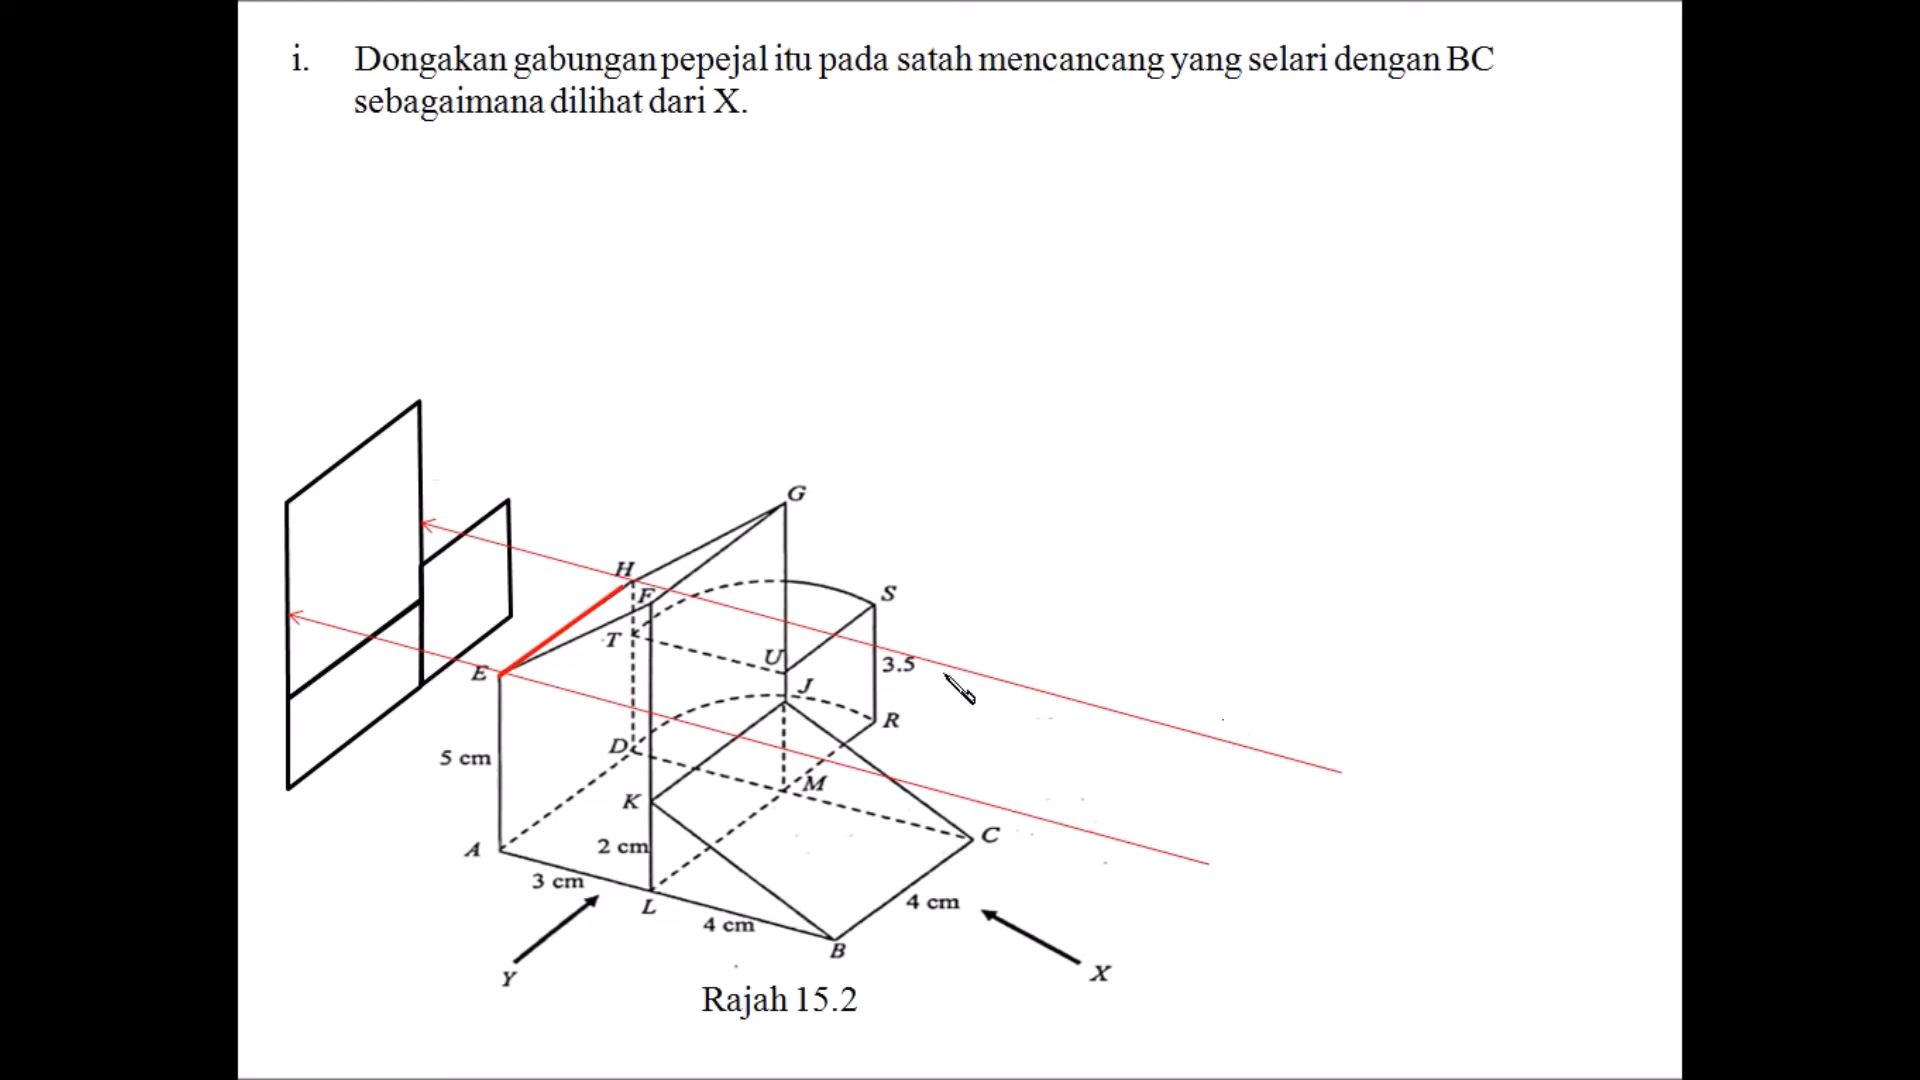 i. Dongakan gabungan pepejal itu pada satah mencancang yang selari dengan BC
sebagaimana dilihat dari X.
G
H
F
S
T
U
3.5
E
J
R
D
5 cm
M
K
C
A
2 cm
3 cm
L
4 cm
4 cm
B
Y
X
Rajah 15.2